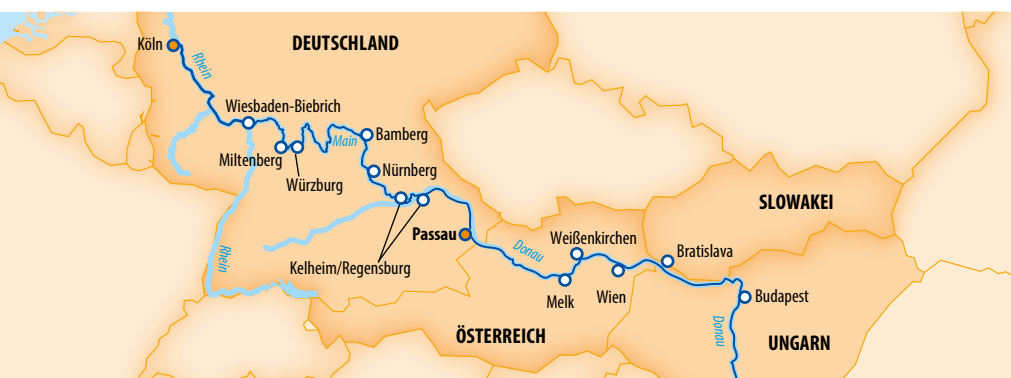 DEUTSCHLAND
Köln
Rhein
Wiesbaden-Biebrich
Bamberg
Main
Miltenberg
Nürnberg
Würzburg
SLOWAKEI
Passau
Donau
Weißenkirchen
Bratislava
Rhein
Kelheim/Regensburg
Melk
Wien
Budapest
Donau
ÖSTERREICH
UNGARN